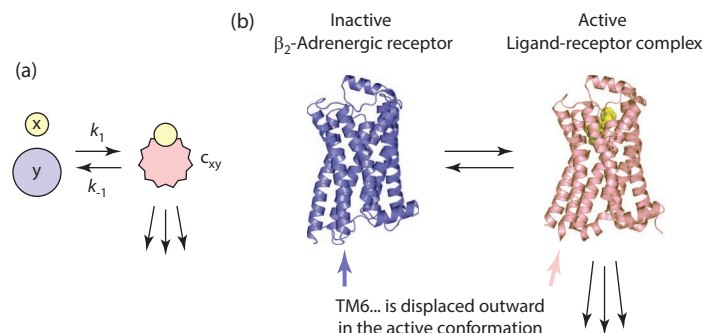 (a)
x
y
k1
k-1
cxy
(b)
Inactive
β2-Adrenergic receptor
Active
Ligand-receptor complex
TM6... is displaced outward
in the active conformation